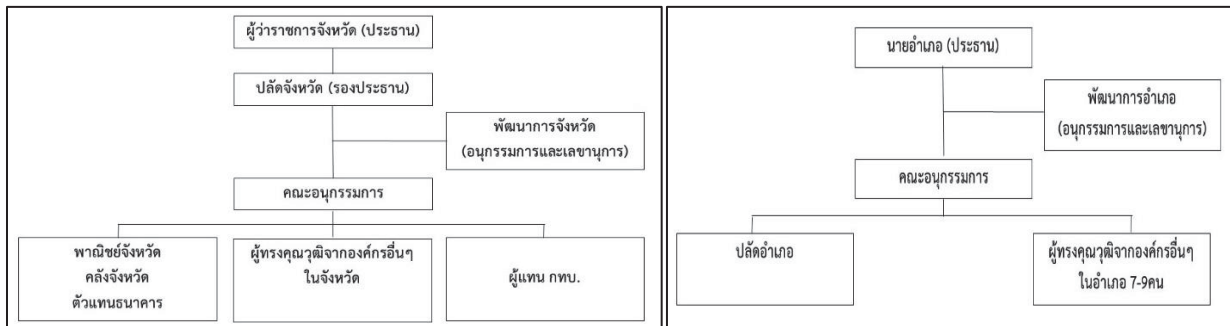 ผู้ว่าราชการจังหวัด (ประธาน)
ปลัดจังหวัด (รองประธาน)
พัฒนาการจังหวัด
(อนุกรรมการและเลขานุการ)
คณะอนุกรรมการ
พาณิชย์จังหวัด
คลังจังหวัด
ตัวแทนธนาคาร
ผู้ทรงคุณวุฒิจากองค์กรอื่นๆ
ในจังหวัด
ผู้แทน กทบ.
นายอำเภอ (ประธาน)
พัฒนาการอำเภอ
(อนุกรรมการและเลขานุการ)
คณะอนุกรรมการ
ปลัดอำเภอ
ผู้ทรงคุณวุฒิจากองค์กรอื่นๆ
ในอำเภอ 7-9คน